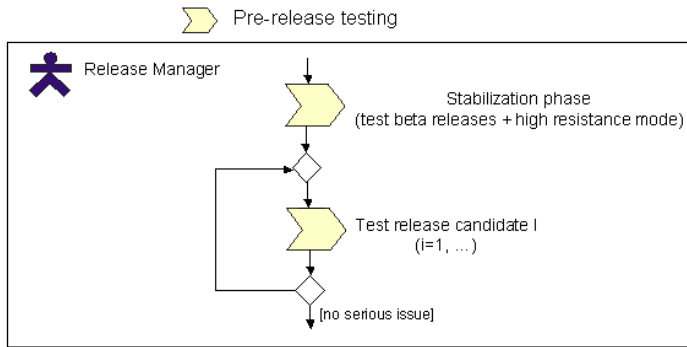 Pre-release testing
Release Manager
Stabilization phase
(test beta releases + high resistance mode)
Test release candidate I
(i=1, ...)
[no serious issue]